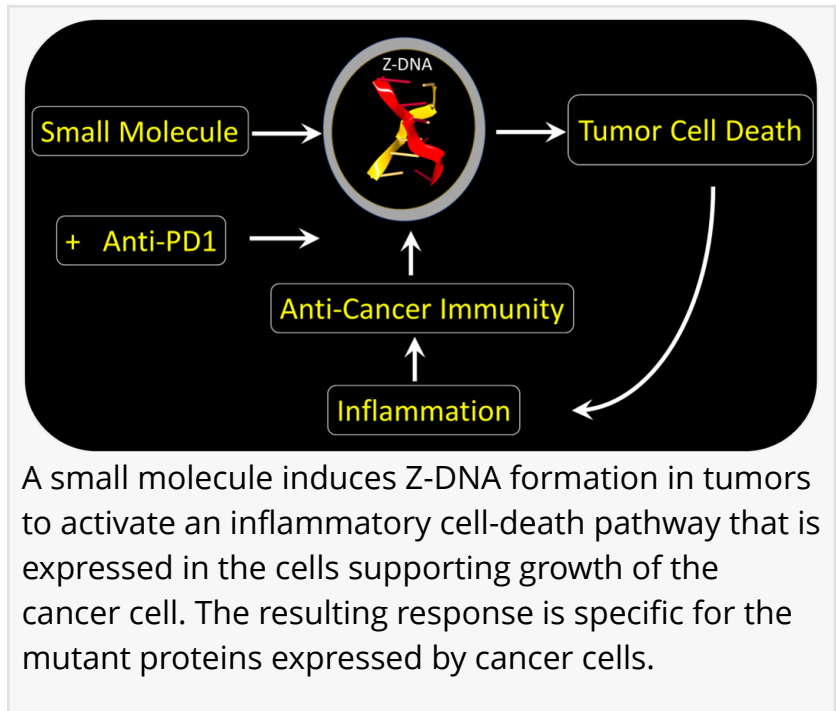 Z-DNA
Small Molecule
Tumor Cell Death
+ Anti-PD1
Anti-Cancer Immunity
Inflammation
A small molecule induces Z-DNA formation in tumors
to activate an inflammatory cell-death pathway that is
expressed in the cells supporting growth of the
cancer cell. The resulting response is specific for the
mutant proteins expressed by cancer cells.